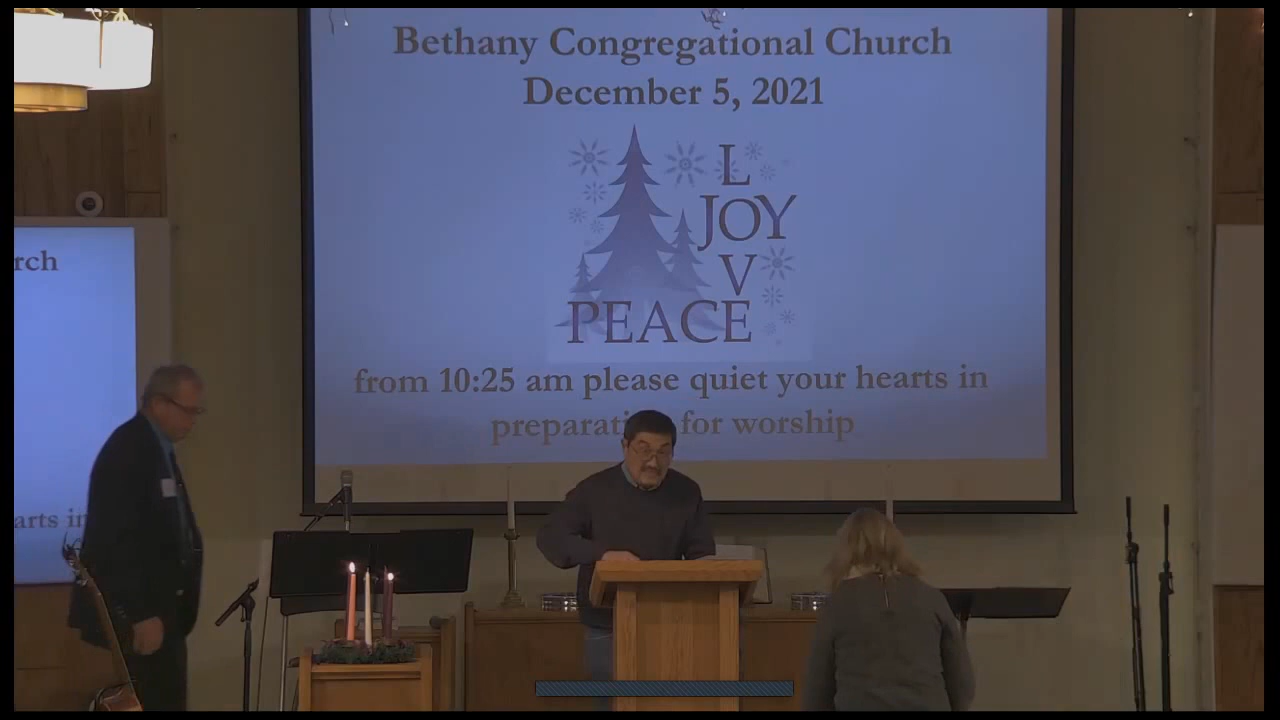 Bethany Congregational Church
December 5, 2021
L
JOY
V
PEACE
from 10:25 am please quiet your hearts in
for worship
rch
arts in